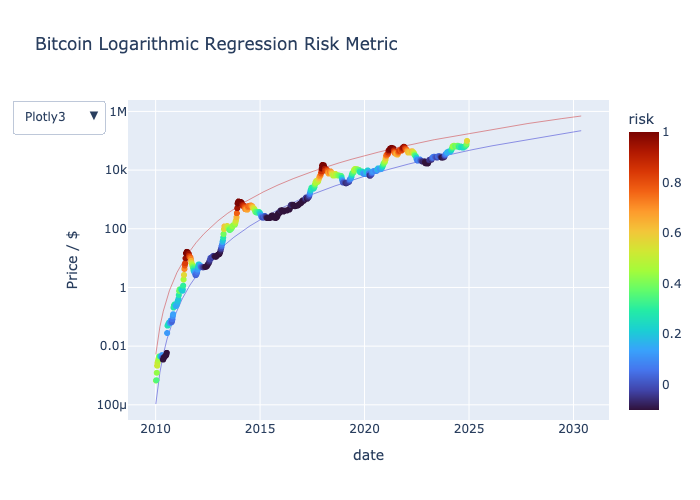 Bitcoin Logarithmic Regression Risk Metric
Plotly3 ▼
Price / $
1M
10k
100
1
0.01
100μ
2010 2015 2020 2025 2030
date
risk
1
0.8
0.6
0.4
0.2
0